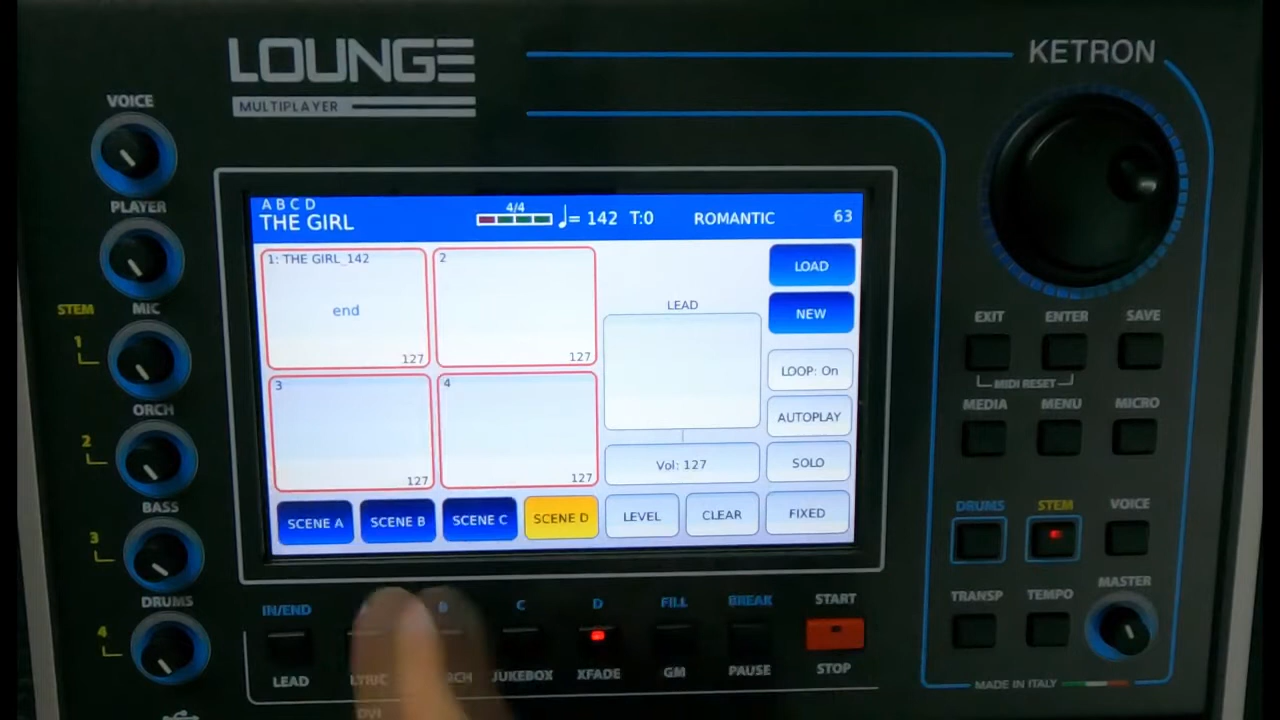 LOUNGE
MULTIPLAYER
KETRON
VOICE
PLAYER
STEM
MIC
1
ORCH
2
BASS
3
DRUMS
4
A B C D
THE GIRL
4/4
= 142 T:0
ROMANTIC
63
1: THE GIRL_142
end
127
2
127
3
127
4
127
LEAD
Vol: 127
LOAD
NEW
LOOP: On
AUTOPLAY
SOLO
SCENE A
SCENE B
SCENE C
SCENE D
LEVEL
CLEAR
FIXED
IN/END
B
C
D
FILL
BREAK
START
LEAD
LYRIC
JUKEBOX
XFADE
GM
PAUSE
STOP
EXIT
ENTER
SAVE
MIDI RESET
MEDIA
MENU
MICRO
DRUMS
STEM
VOICE
TRANSP
TEMPO
MASTER
MADE IN ITALY